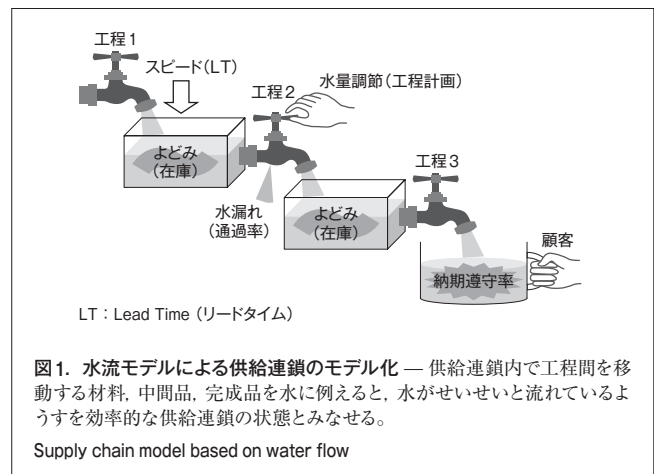 工程1
スピード(LT)
工程2
水量調節(工程計画)
よどみ
(在庫)
工程3
水漏れ
(通過率)
よどみ
(在庫)
顧客
納期遵守率
LT：Lead Time (リードタイム)
図1. 水流モデルによる供給連鎖のモデル化 — 供給連鎖内で工程間を移
動する材料, 中間品, 完成品を水に例えると, 水がせいせいと流れているよ
うすを効率的な供給連鎖の状態とみなせる。
Supply chain model based on water flow